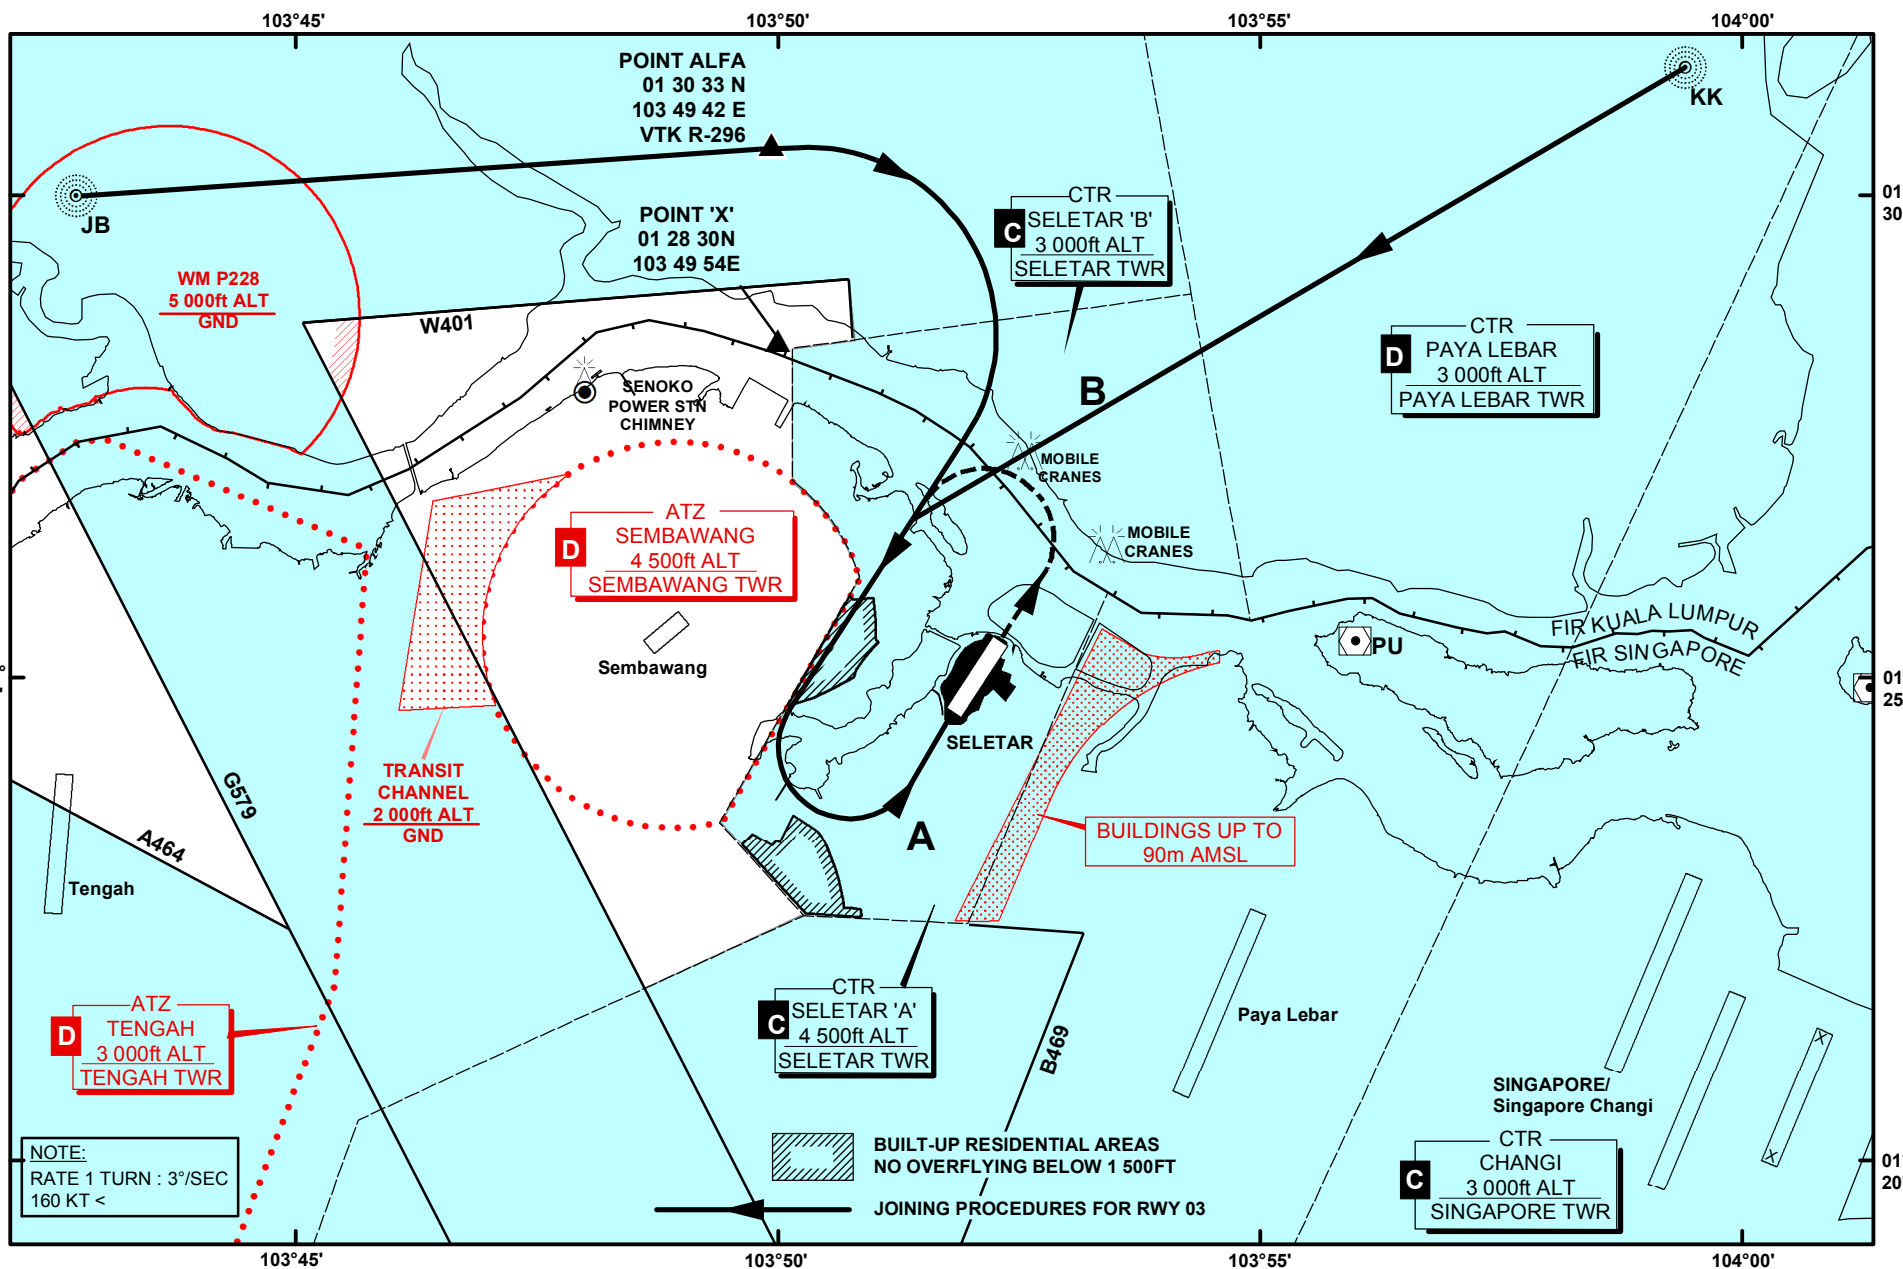 103°45'
103°50'
103°55'
104°00'
POINT ALFA
01 30 33 N
103 49 42 E
VTK R-296
KK
JB
01
30
POINT 'X'
01 28 30N
103 49 54E
CTR
C
SELETAR 'B'
3 000ft ALT
SELETAR TWR
WM P228
5 000ft ALT
GND
W401
CTR
D
PAYA LEBAR
3 000ft ALT
PAYA LEBAR TWR
B
SENOKO
POWER STN
CHIMNEY
MOBILE
CRANES
MOBILE
CRANES
ATZ
D
SEMBAWANG
4 500ft ALT
SEMBAWANG TWR
Sembawang
FIR KUALA LUMPUR
FIR SINGAPORE
PU
01
25
SELETAR
TRANSIT
CHANNEL
2 000ft ALT
GND
G579
A464
A
BUILDINGS UP TO
90m AMSL
Tengah
CTR
C
SELETAR 'A'
4 500ft ALT
SELETAR TWR
B469
Paya Lebar
ATZ
D
TENGAH
3 000ft ALT
TENGAH TWR
X
X
SINGAPORE/
Singapore Changi
CTR
C
CHANGI
3 000ft ALT
SINGAPORE TWR
NOTE:
RATE 1 TURN : 3°/SEC
160 KT <
BUILT-UP RESIDENTIAL AREAS
NO OVERFLYING BELOW 1 500FT
JOINING PROCEDURES FOR RWY 03
01°
20'
103°45'
103°50'
103°55'
104°00'